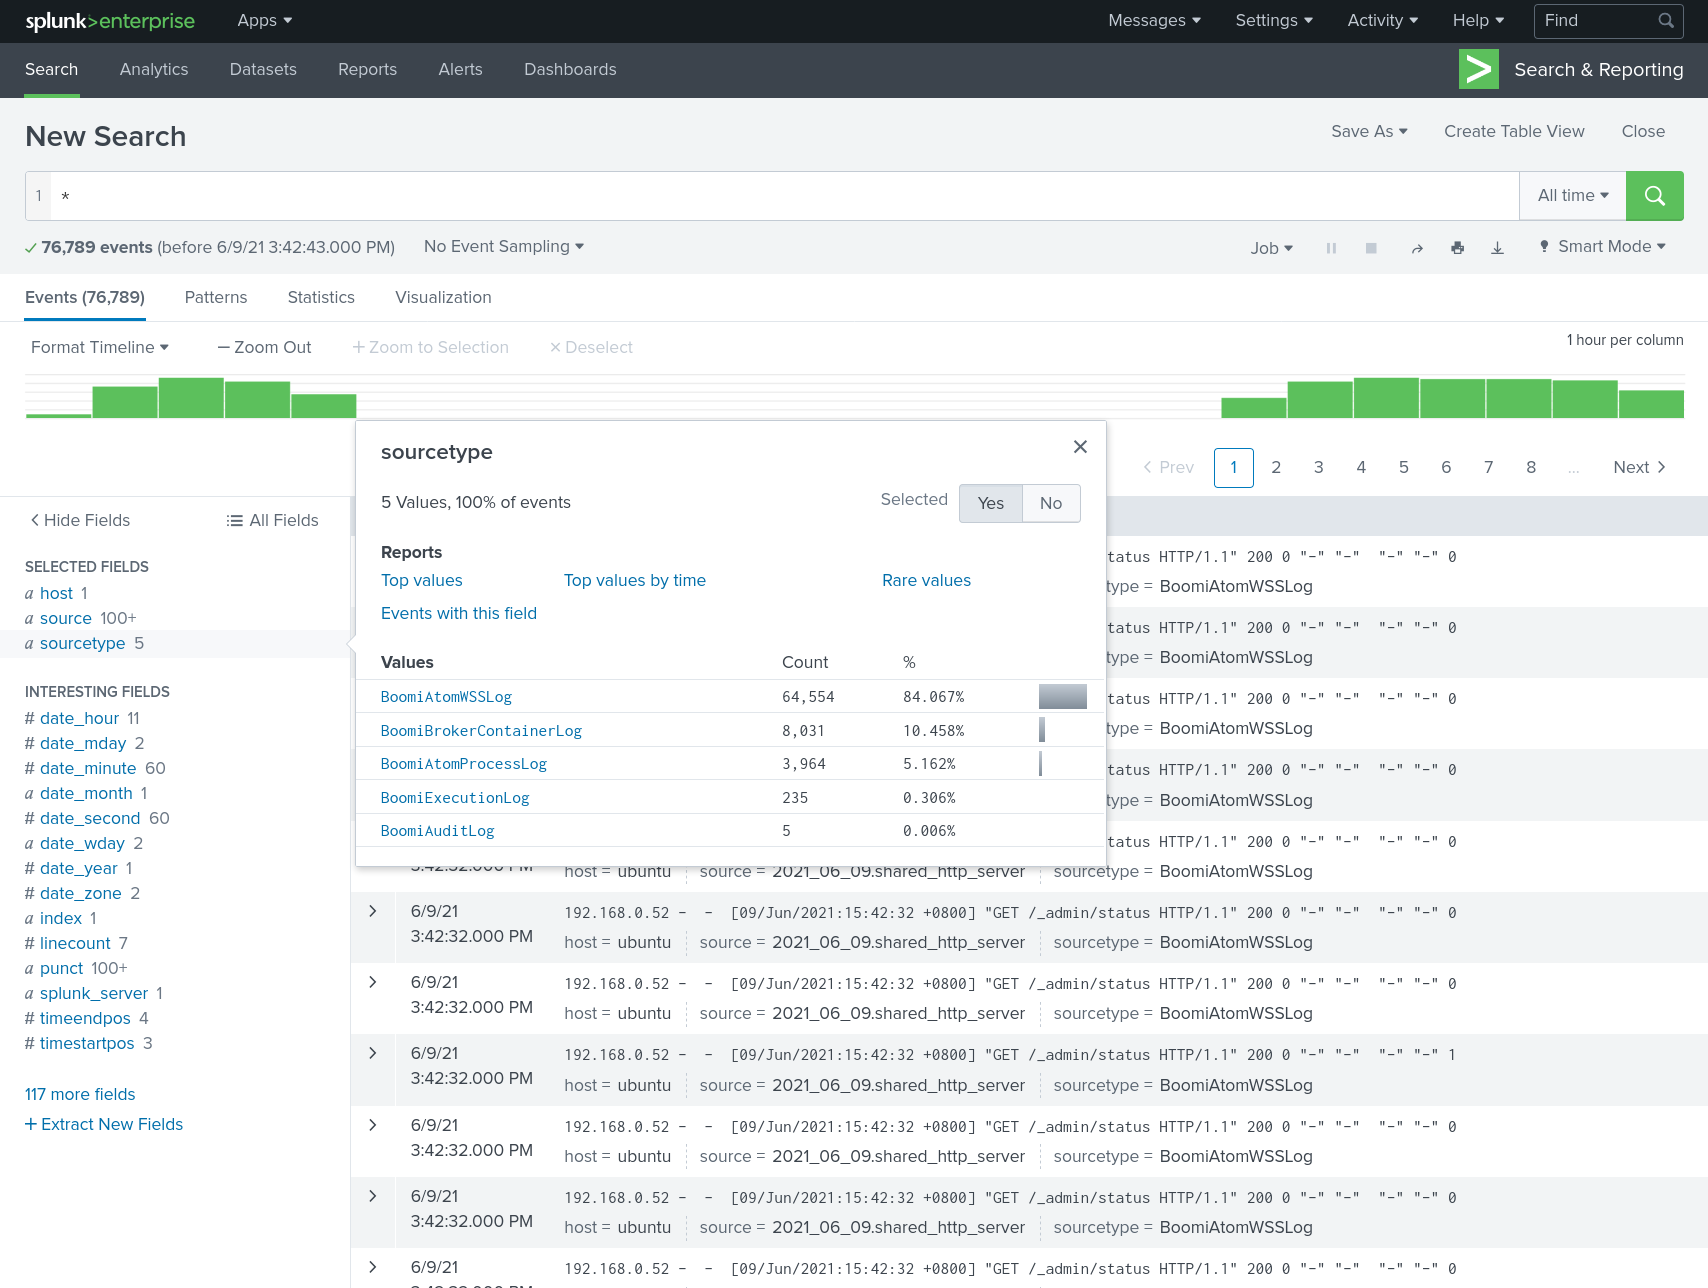 splunk>enterprise Apps Messages Settings Activity Help Find
Search Analytics Datasets Reports Alerts Dashboards Search & Reporting
New Search Save As Create Table View Close
1 * All time
76,789 events (before 6/9/21 3:42:43.000 PM) No Event Sampling Job Smart Mode
Events (76,789) Patterns Statistics Visualization
Format Timeline — Zoom Out + Zoom to Selection × Deselect 1 hour per column
< Prev 1 2 3 4 5 6 7 8 ... Next >
< Hide Fields All Fields
SELECTED FIELDS
a host 1
a source 100+
a sourcetype 5
INTERESTING FIELDS
# date_hour 11
# date_mday 2
# date_minute 60
a date_month 1
# date_second 60
a date_wday 2
# date_year 1
# date_zone 2
a index 1
# linecount 7
a punct 100+
a splunk_server 1
# timeendpos 4
# timestartpos 3
117 more fields
+ Extract New Fields
sourcetype ×
5 Values, 100% of events Selected Yes No
Reports
Top values Top values by time Rare values
Events with this field
Values Count %
BoomiAtomWSSLog 64,554 84.067%
BoomiBrokerContainerLog 8,031 10.458%
BoomiAtomProcessLog 3,964 5.162%
BoomiExecutionLog 235 0.306%
BoomiAuditLog 5 0.006%
tatus HTTP/1.1" 200 0 "-" "-" "-" "-" 0
type = BoomiAtomWSSLog
tatus HTTP/1.1" 200 0 "-" "-" "-" "-" 0
type = BoomiAtomWSSLog
tatus HTTP/1.1" 200 0 "-" "-" "-" "-" 0
type = BoomiAtomWSSLog
tatus HTTP/1.1" 200 0 "-" "-" "-" "-" 0
type = BoomiAtomWSSLog
tatus HTTP/1.1" 200 0 "-" "-" "-" "-" 0
3:42:32.000 PM host = ubuntu source = 2021_06_09.shared_http_server sourcetype = BoomiAtomWSSLog
> 6/9/21 192.168.0.52 - - [09/Jun/2021:15:42:32 +0800] "GET /_admin/status HTTP/1.1" 200 0 "-" "-" "-" "-" 0
3:42:32.000 PM host = ubuntu source = 2021_06_09.shared_http_server sourcetype = BoomiAtomWSSLog
> 6/9/21 192.168.0.52 - - [09/Jun/2021:15:42:32 +0800] "GET /_admin/status HTTP/1.1" 200 0 "-" "-" "-" "-" 0
3:42:32.000 PM host = ubuntu source = 2021_06_09.shared_http_server sourcetype = BoomiAtomWSSLog
> 6/9/21 192.168.0.52 - - [09/Jun/2021:15:42:32 +0800] "GET /_admin/status HTTP/1.1" 200 0 "-" "-" "-" "-" 1
3:42:32.000 PM host = ubuntu source = 2021_06_09.shared_http_server sourcetype = BoomiAtomWSSLog
> 6/9/21 192.168.0.52 - - [09/Jun/2021:15:42:32 +0800] "GET /_admin/status HTTP/1.1" 200 0 "-" "-" "-" "-" 0
3:42:32.000 PM host = ubuntu source = 2021_06_09.shared_http_server sourcetype = BoomiAtomWSSLog
> 6/9/21 192.168.0.52 - - [09/Jun/2021:15:42:32 +0800] "GET /_admin/status HTTP/1.1" 200 0 "-" "-" "-" "-" 0
3:42:32.000 PM host = ubuntu source = 2021_06_09.shared_http_server sourcetype = BoomiAtomWSSLog
> 6/9/21 192.168.0.52 - - [09/Jun/2021:15:42:32 +0800] "GET /_admin/status HTTP/1.1" 200 0 "-" "-" "-" "-" 0